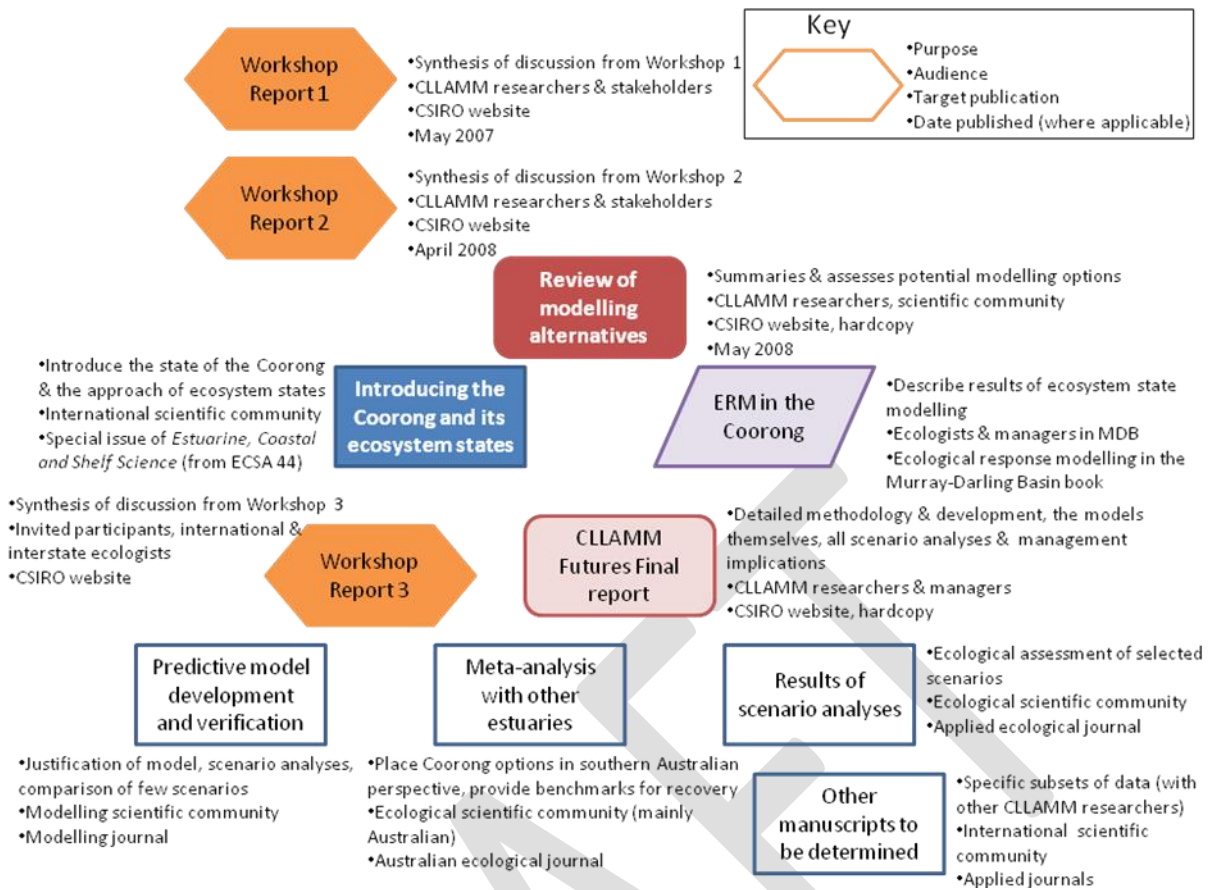 Key
•Purpose
•Audience
•Target publication
•Date published (where applicable)
Workshop
Report 1
•Synthesis of discussion from Workshop 1
•CLLAMM researchers & stakeholders
•CSIRO website
•May 2007
Workshop
Report 2
•Synthesis of discussion from Workshop 2
•CLLAMM researchers & stakeholders
•CSIRO website
•April 2008
Review of
modelling
alternatives
•Summaries & assesses potential modelling options
•CLLAMM researchers, scientific community
•CSIRO website, hardcopy
•May 2008
•Introduce the state of the Coorong
& the approach of ecosystem states
•International scientific community
•Special issue of Estuarine, Coastal
and Shelf Science (from ECSA 44)
Introducing the
Coorong and its
ecosystem states
ERM in the
Coorong
•Describe results of ecosystem state
modelling
•Ecologists & managers in MDB
•Ecological response modelling in the
Murray-Darling Basin book
•Synthesis of discussion from Workshop 3
•Invited participants, international &
interstate ecologists
•CSIRO website
Workshop
Report 3
CLLAMM
Futures Final
report
•Detailed methodology & development, the models
themselves, all scenario analyses & management
implications
•CLLAMM researchers & managers
•CSIRO website, hardcopy
Predictive model
development
and verification
•Justification of model, scenario analyses,
comparison of few scenarios
•Modelling scientific community
•Modelling journal
Meta-analysis
with other
estuaries
•Place Coorong options in southern Australian
perspective, provide benchmarks for recovery
•Ecological scientific community (mainly
Australian)
•Australian ecological journal
Results of
scenario analyses
•Ecological assessment of selected
scenarios
•Ecological scientific community
•Applied ecological journal
Other
manuscripts to
be determined
•Specific subsets of data (with
other CLLAMM researchers)
•International scientific
community
•Applied journals